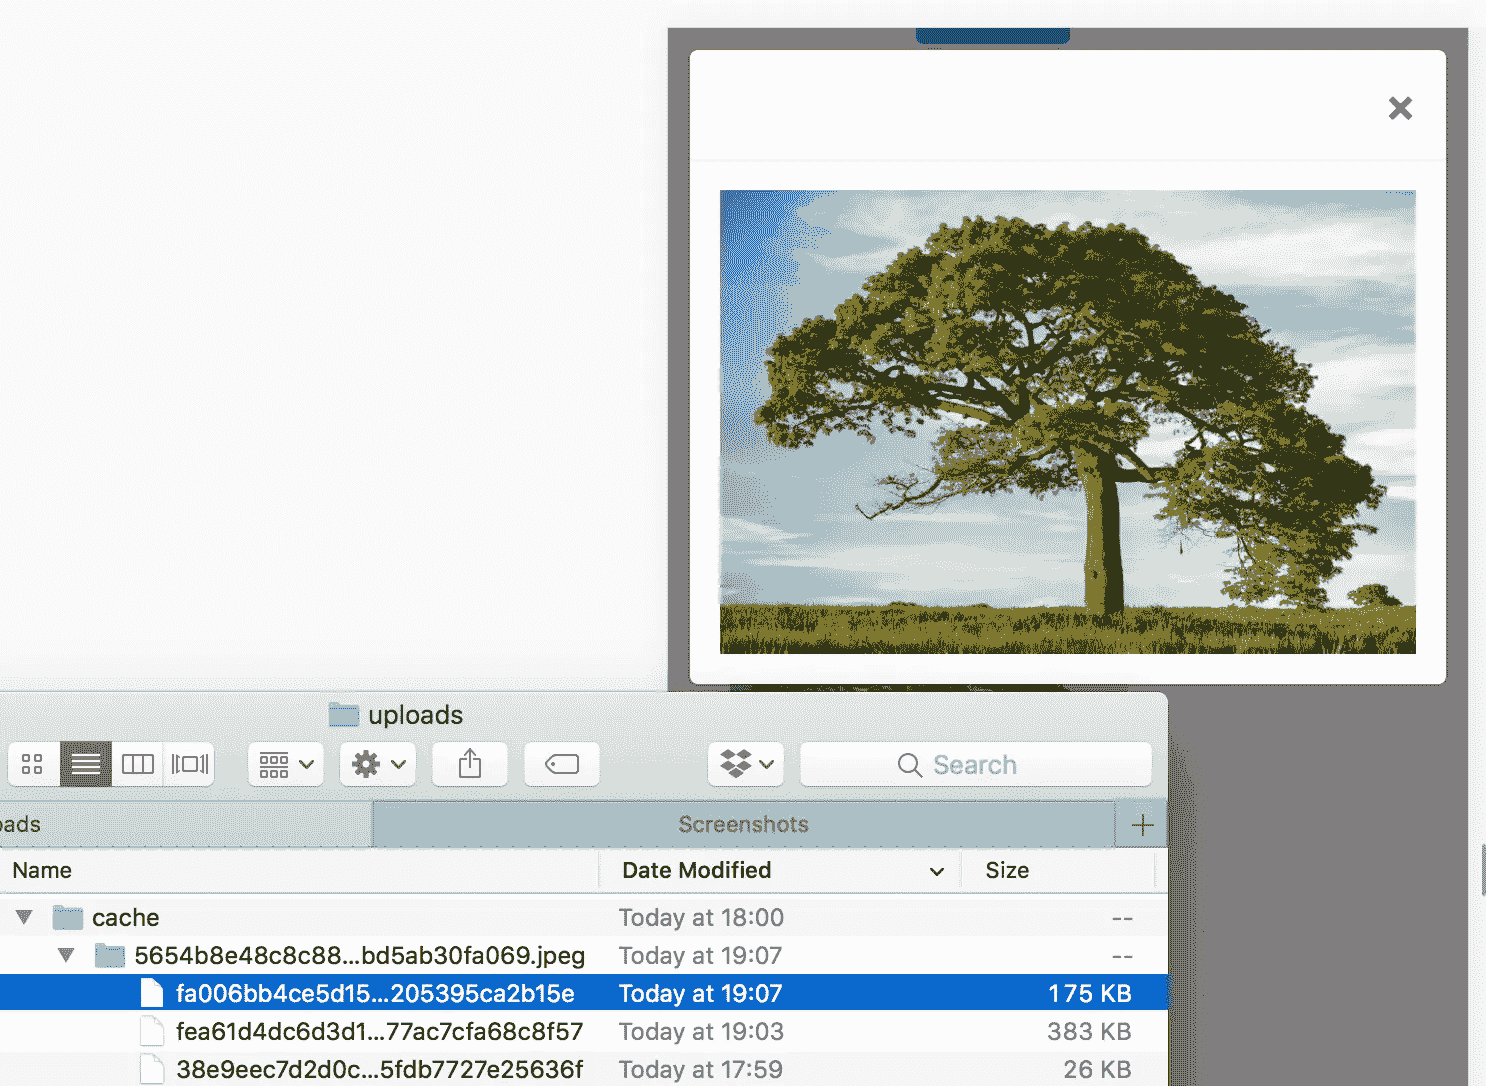 uploads
Search
oads
Screenshots
Name Date Modified Size
cache Today at 18:00 --
5654b8e48c8c88...bd5ab30fa069.jpeg Today at 19:07 --
fa006bb4ce5d15...205395ca2b15e Today at 19:07 175 KB
fea61d4dc6d3d1...77ac7cfa68c8f57 Today at 19:03 383 KB
38e9eec7d2d0c...5fdb7727e25636f Today at 17:59 26 KB